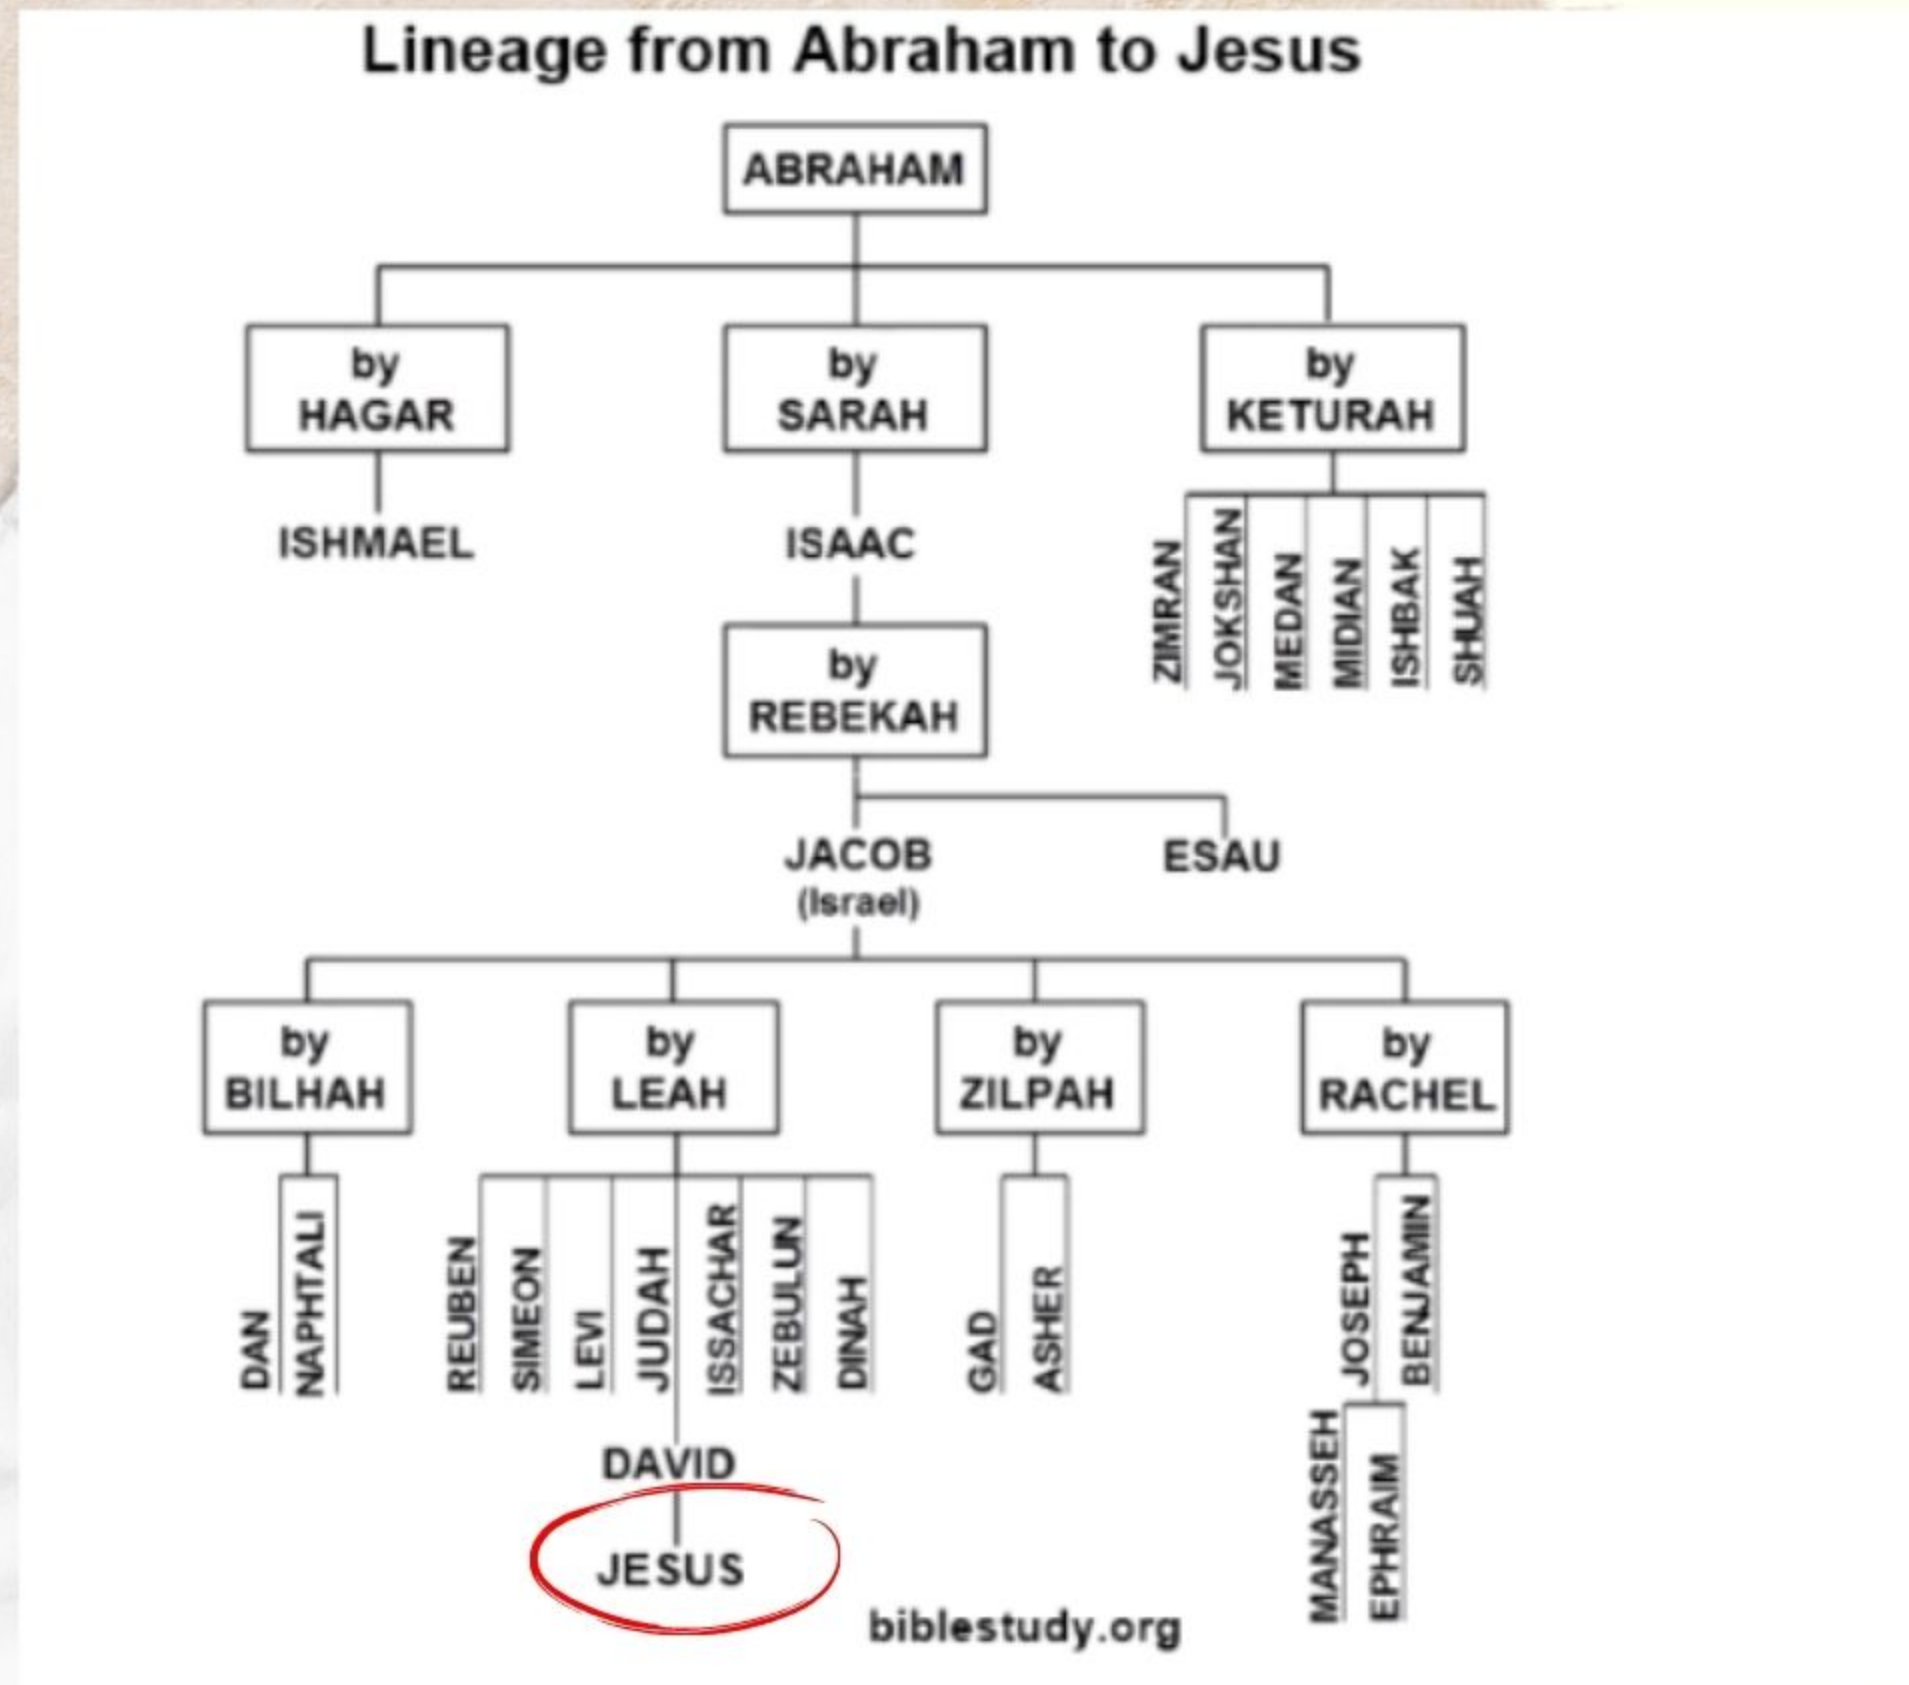 Lineage from Abraham to Jesus
ABRAHAM
by
HAGAR
by
SARAH
by
KETURAH
ISHMAEL
ISAAC
ZIMRAN
JOKSHAN
MEDAN
MIDIAN
ISHBAK
SHUAH
by
REBEKAH
JACOB
(Israel)
ESAU
by
BILHAH
by
LEAH
by
ZILPAH
by
RACHEL
DAN
NAPHTALI
REUBEN
SIMEON
LEVI
JUDAH
ISSACHAR
ZEBULUN
DINAH
GAD
ASHER
JOSEPH
BENJAMIN
MANASSEH
EPHRAIM
DAVID
JESUS
biblestudy.org